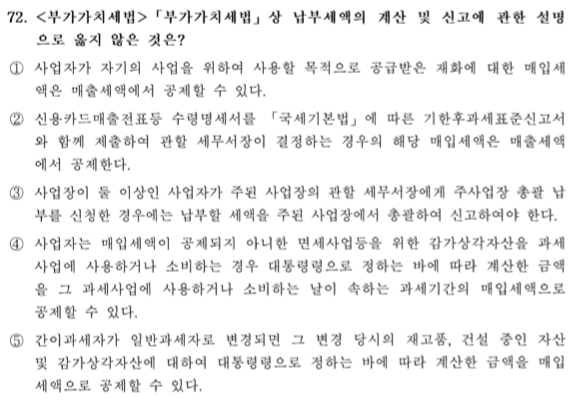 72. <부가가치세법>「부가가치세법」상 납부세액의 계산 및 신고에 관한 설명
으로 옳지 않은 것은?
① 사업자가 자기의 사업을 위하여 사용할 목적으로 공급받은 재화에 대한 매입세
액은 매출세액에서 공제할 수 있다.
② 신용카드매출전표등 수령명세서를 「국세기본법」에 따른 기한후과세표준신고서
와 함께 제출하여 관할 세무서장이 결정하는 경우의 해당 매입세액은 매출세액
에서 공제한다.
③ 사업장이 둘 이상인 사업자가 주된 사업장의 관할 세무서장에게 주사업장 총괄 납
부를 신청한 경우에는 납부할 세액을 주된 사업장에서 총괄하여 신고하여야 한다.
④ 사업자는 매입세액이 공제되지 아니한 면세사업등을 위한 감가상각자산을 과세
사업에 사용하거나 소비하는 경우 대통령령으로 정하는 바에 따라 계산한 금액
을 그 과세사업에 사용하거나 소비하는 날이 속하는 과세기간의 매입세액으로
공제할 수 있다.
⑤ 간이과세자가 일반과세자로 변경되면 그 변경 당시의 재고품, 건설 중인 자산
및 감가상각자산에 대하여 대통령령으로 정하는 바에 따라 계산한 금액을 매입
세액으로 공제할 수 있다.